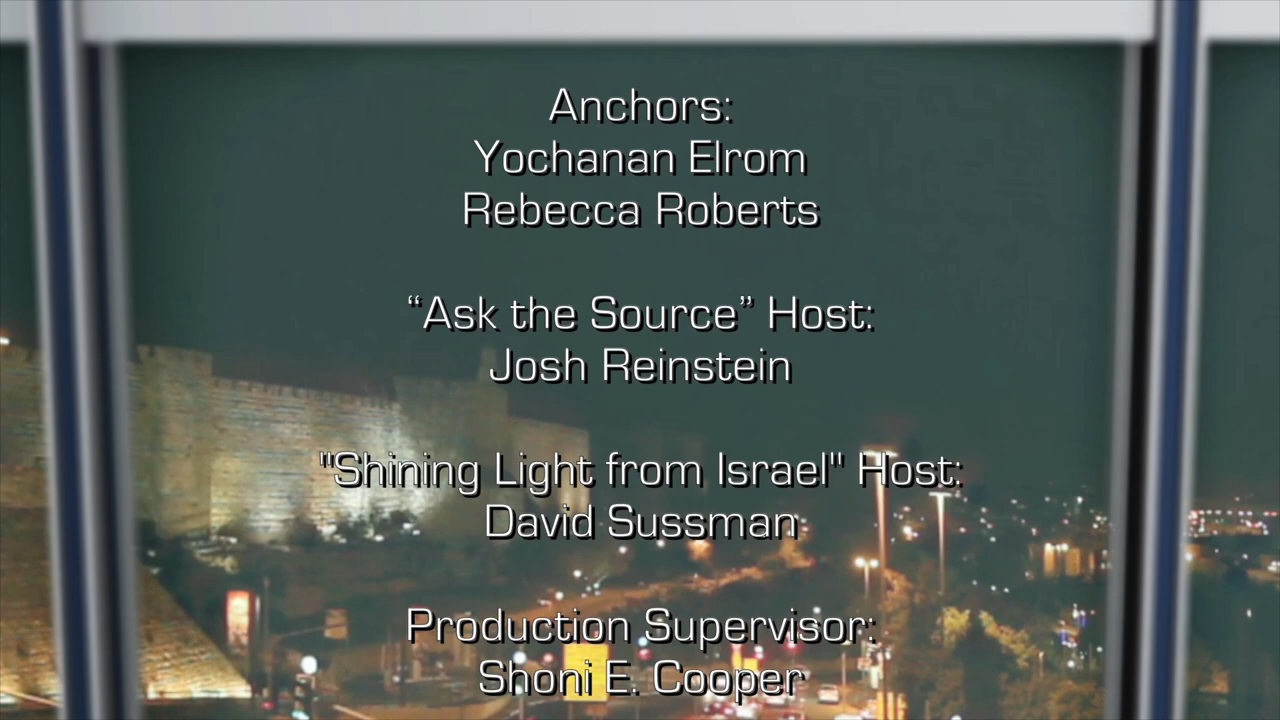 Anchors:
Yochanan Elrom
Rebecca Roberts
“Ask the Source” Host:
Josh Reinstein
"Shining Light from Israel" Host:
David Sussman
Production Supervisor:
Shoni E. Cooper